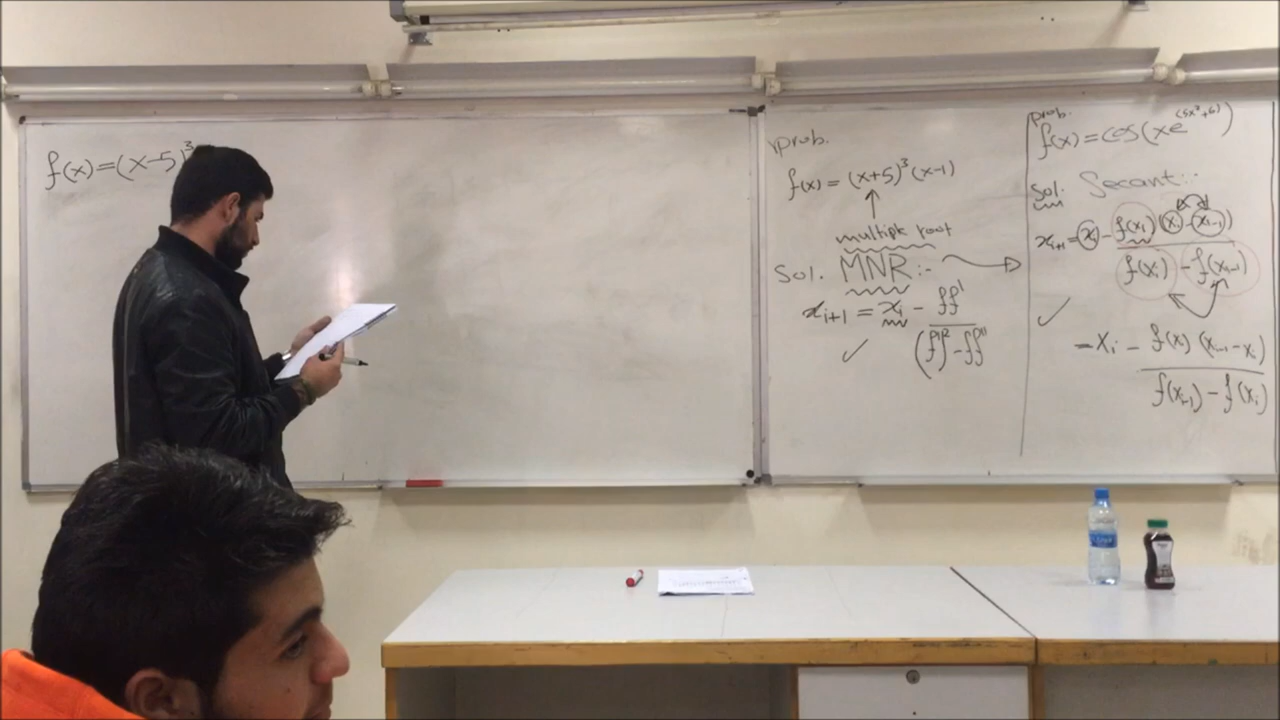 f(x)=(x-5)³
prob.
f(x) = (x+5)³ (x-1)
multiple root
Sol. MNR:-
xᵢ₊₁ = xᵢ - ff' / ((f')² - ff'')
prob.
f(x) = cos(xe^(5x²+6))
Sol. Secant:-
xᵢ₊₁ = xᵢ - f(xᵢ)(xᵢ - xᵢ₋₁) / (f(xᵢ) - f(xᵢ₋₁))
= xᵢ - f(xᵢ)(xᵢ₋₁ - xᵢ) / (f(xᵢ₋₁) - f(xᵢ))